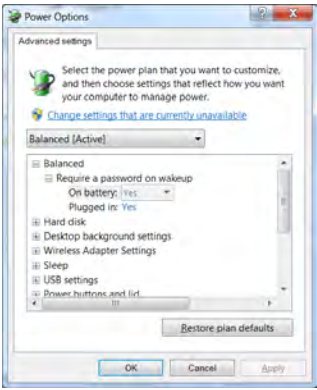 Power Options
Advanced settings
Select the power plan that you want to customize,
and then choose settings that reflect how you want
your computer to manage power.
Change settings that are currently unavailable
Balanced [Active]
Balanced
Require a password on wakeup
On battery: Yes
Plugged in: Yes
Hard disk
Desktop background settings
Wireless Adapter Settings
Sleep
USB settings
Power buttons and lid
Restore plan defaults
OK
Cancel
Apply